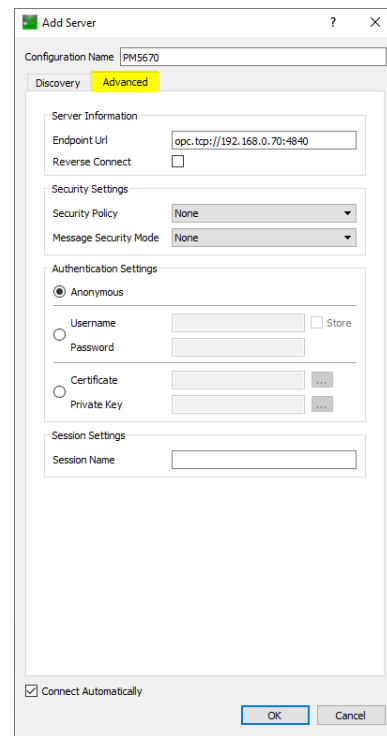 Add Server
Configuration Name PM5670
Discovery Advanced
Server Information
Endpoint Url opc.tcp://192.168.0.70:4840
Reverse Connect
Security Settings
Security Policy None
Message Security Mode None
Authentication Settings
Anonymous
Username Store
Password
Certificate ...
Private Key ...
Session Settings
Session Name
Connect Automatically
OK Cancel